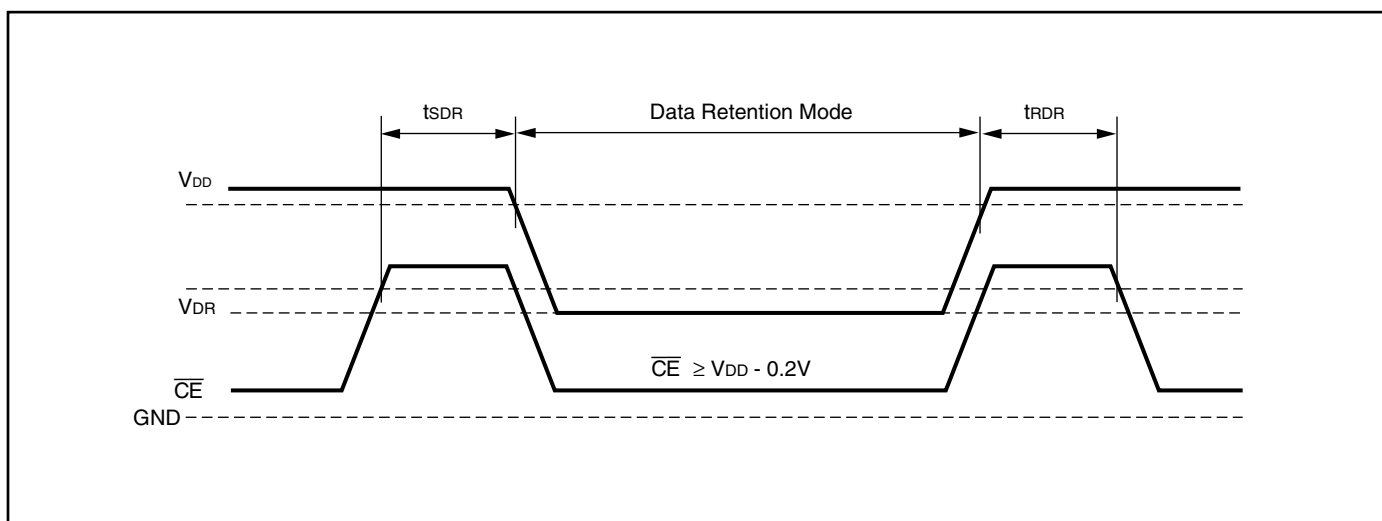 tSDR
Data Retention Mode
tRDR
VDD
VDR
CE ≥ VDD - 0.2V
CE
GND